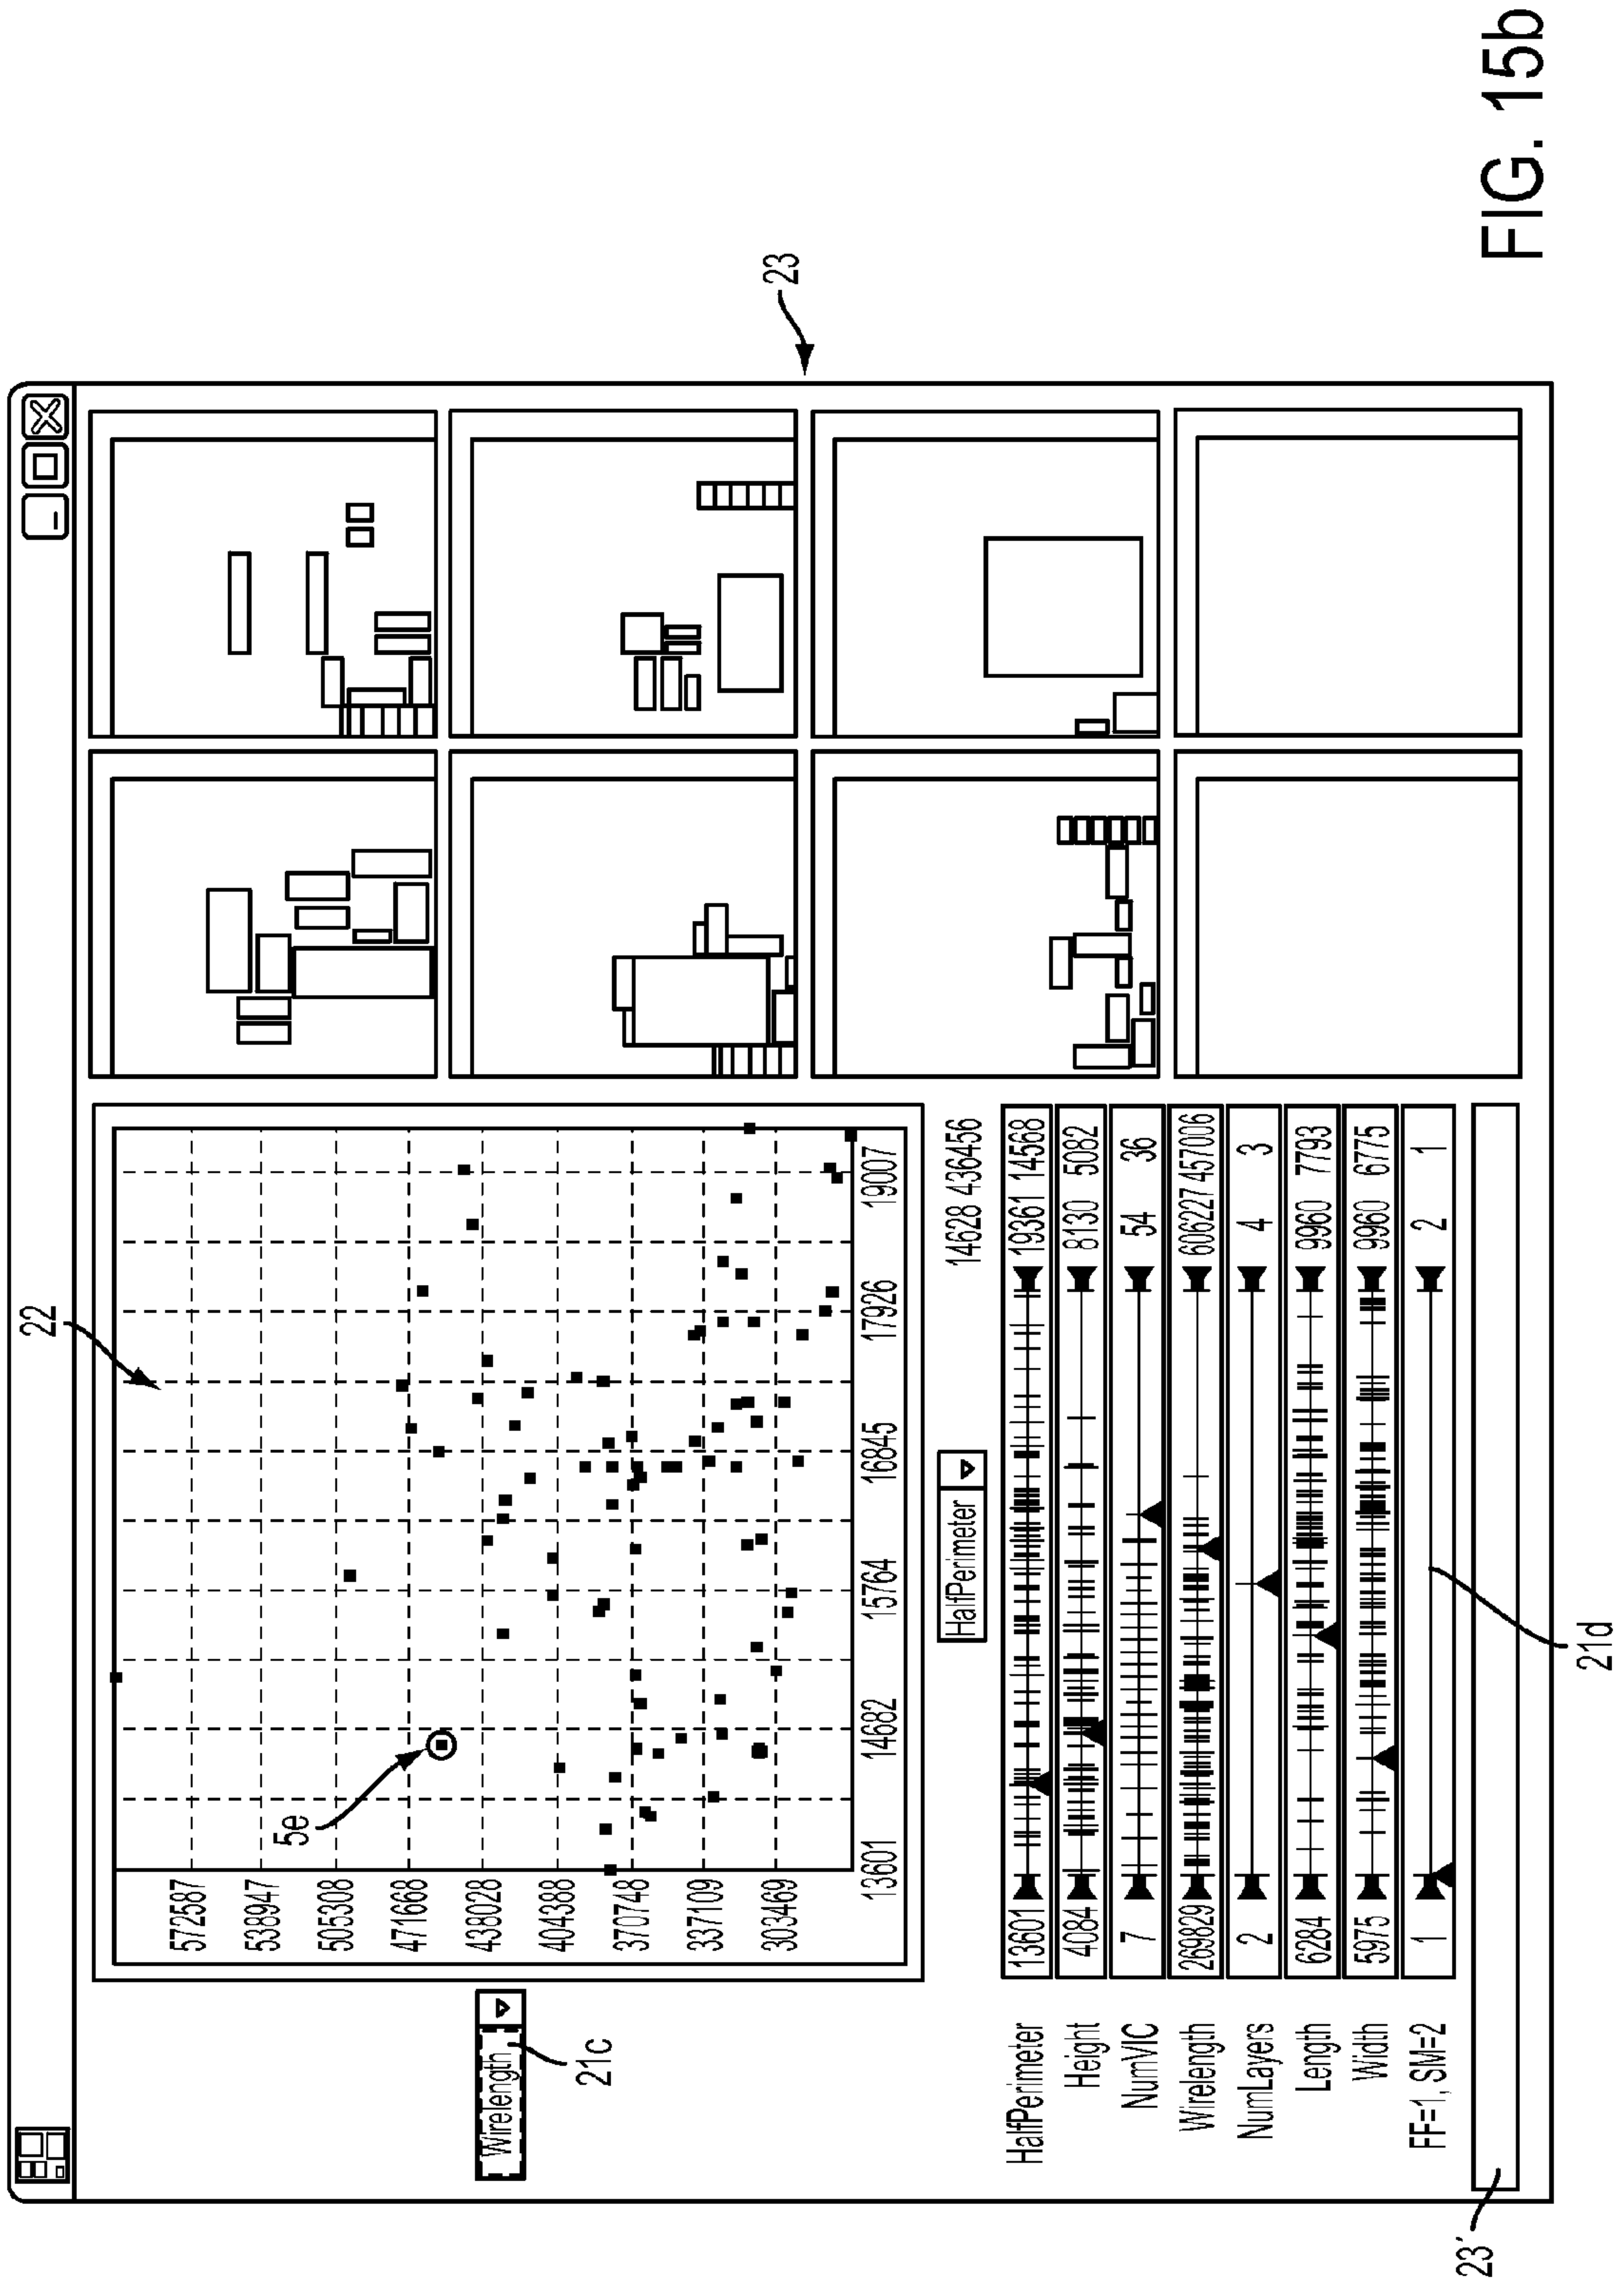 22
5e
572587
538947
505308
471668
438028
404388
370748
337109
303469
13601 14682 15764 16845 17926 19007
Wirelength
21c
HalfPerimeter
14628 436456
HalfPerimeter 13601 19361 14568
Height 4084 8130 5082
NumVIC 7 54 36
Wirelength 269829 606227 457006
NumLayers 2 4 3
Length 6284 9960 7793
Width 5975 9960 6775
FF=1, SM=2 1 2 1
23'
21d
23
FIG. 15b